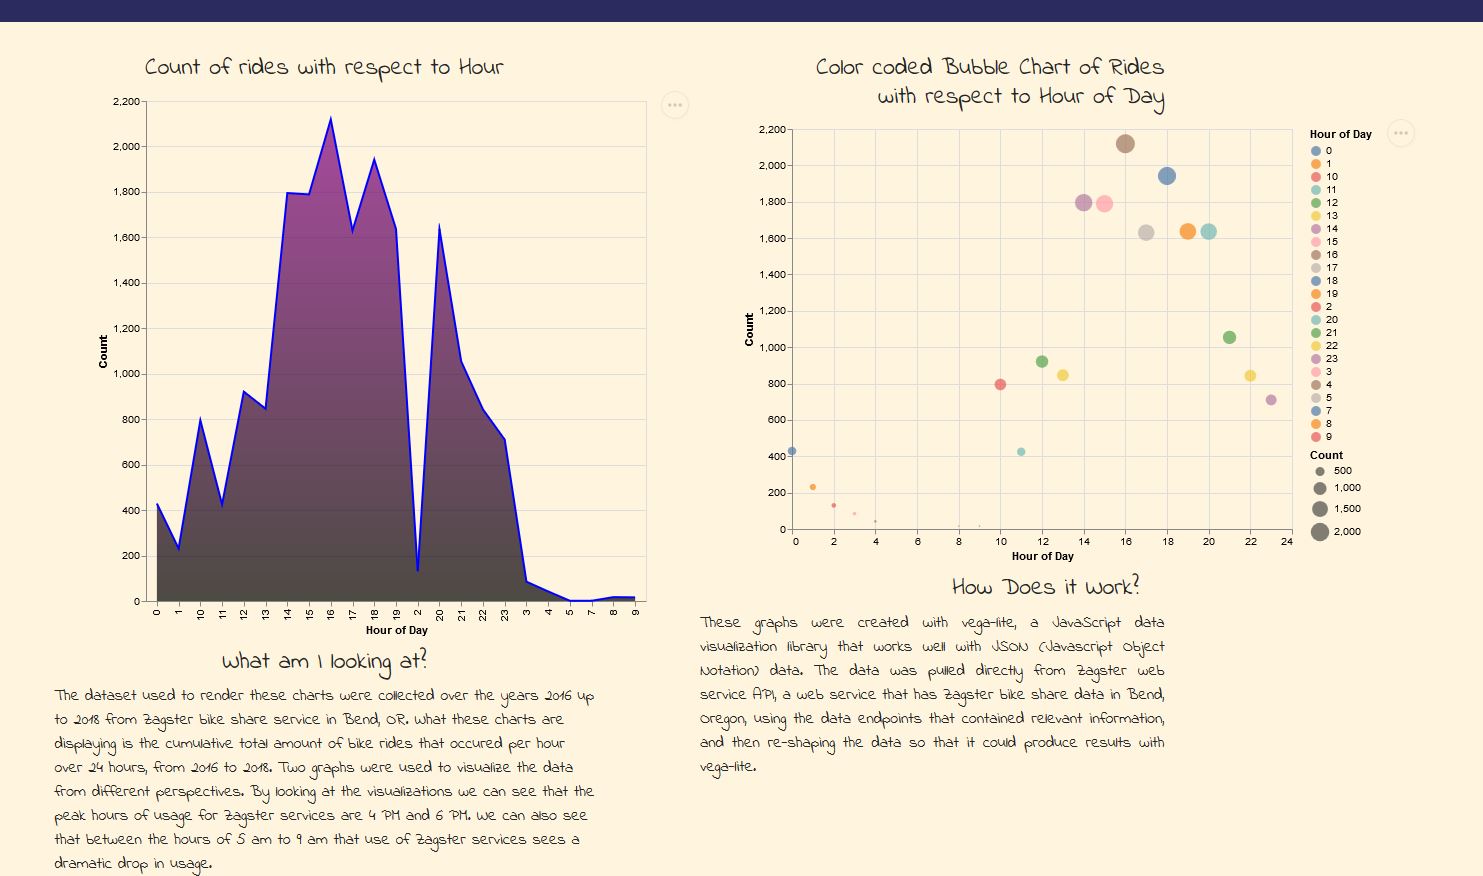 Count of rides with respect to Hour
2,200
2,000
1,800
1,600
1,400
1,200
1,000
800
600
400
200
0
Count
0 1 10 11 12 13 14 15 16 17 18 19 2 20 21 22 23 3 4 5 7 8 9
Hour of Day
What am I looking at?
The dataset used to render these charts were collected over the years 2016 up
to 2018 from Zagster bike share service in Bend, OR. What these charts are
displaying is the cumulative total amount of bike rides that occured per hour
over 24 hours, from 2016 to 2018. Two graphs were used to visualize the data
from different perspectives. By looking at the visualizations we can see that the
peak hours of usage for Zagster services are 4 PM and 6 PM. We can also see
that between the hours of 5 am to 9 am that use of Zagster services sees a
dramatic drop in usage.
Color coded Bubble Chart of Rides
with respect to Hour of Day
2,200
2,000
1,800
1,600
1,400
1,200
1,000
800
600
400
200
0
Count
0 2 4 6 8 10 12 14 16 18 20 22 24
Hour of Day
Hour of Day
0
1
10
11
12
13
14
15
16
17
18
19
2
20
21
22
23
3
4
5
7
8
9
Count
500
1,000
1,500
2,000
How Does it Work?
These graphs were created with vega-lite, a JavaScript data
visualization library that works well with JSON (Javascript Object
Notation) data. The data was pulled directly from Zagster web
service API, a web service that has Zagster bike share data in Bend,
Oregon, using the data endpoints that contained relevant information,
and then re-shaping the data so that it could produce results with
vega-lite.